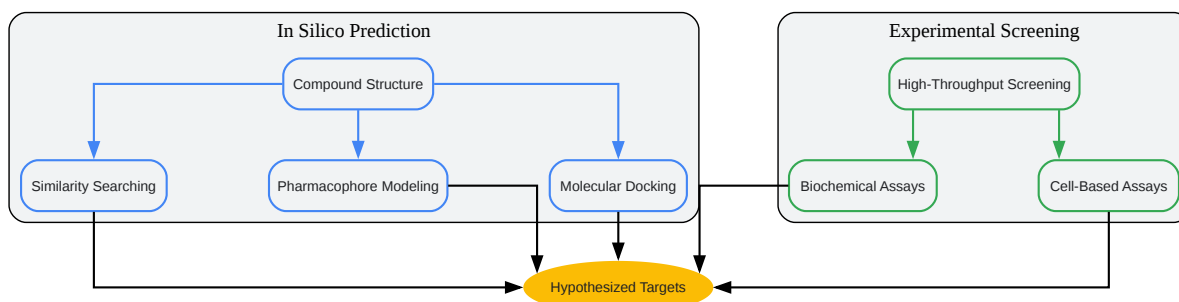 In Silico Prediction
Experimental Screening
Compound Structure
High-Throughput Screening
Similarity Searching
Pharmacophore Modeling
Molecular Docking
Biochemical Assays
Cell-Based Assays
Hypothesized Targets